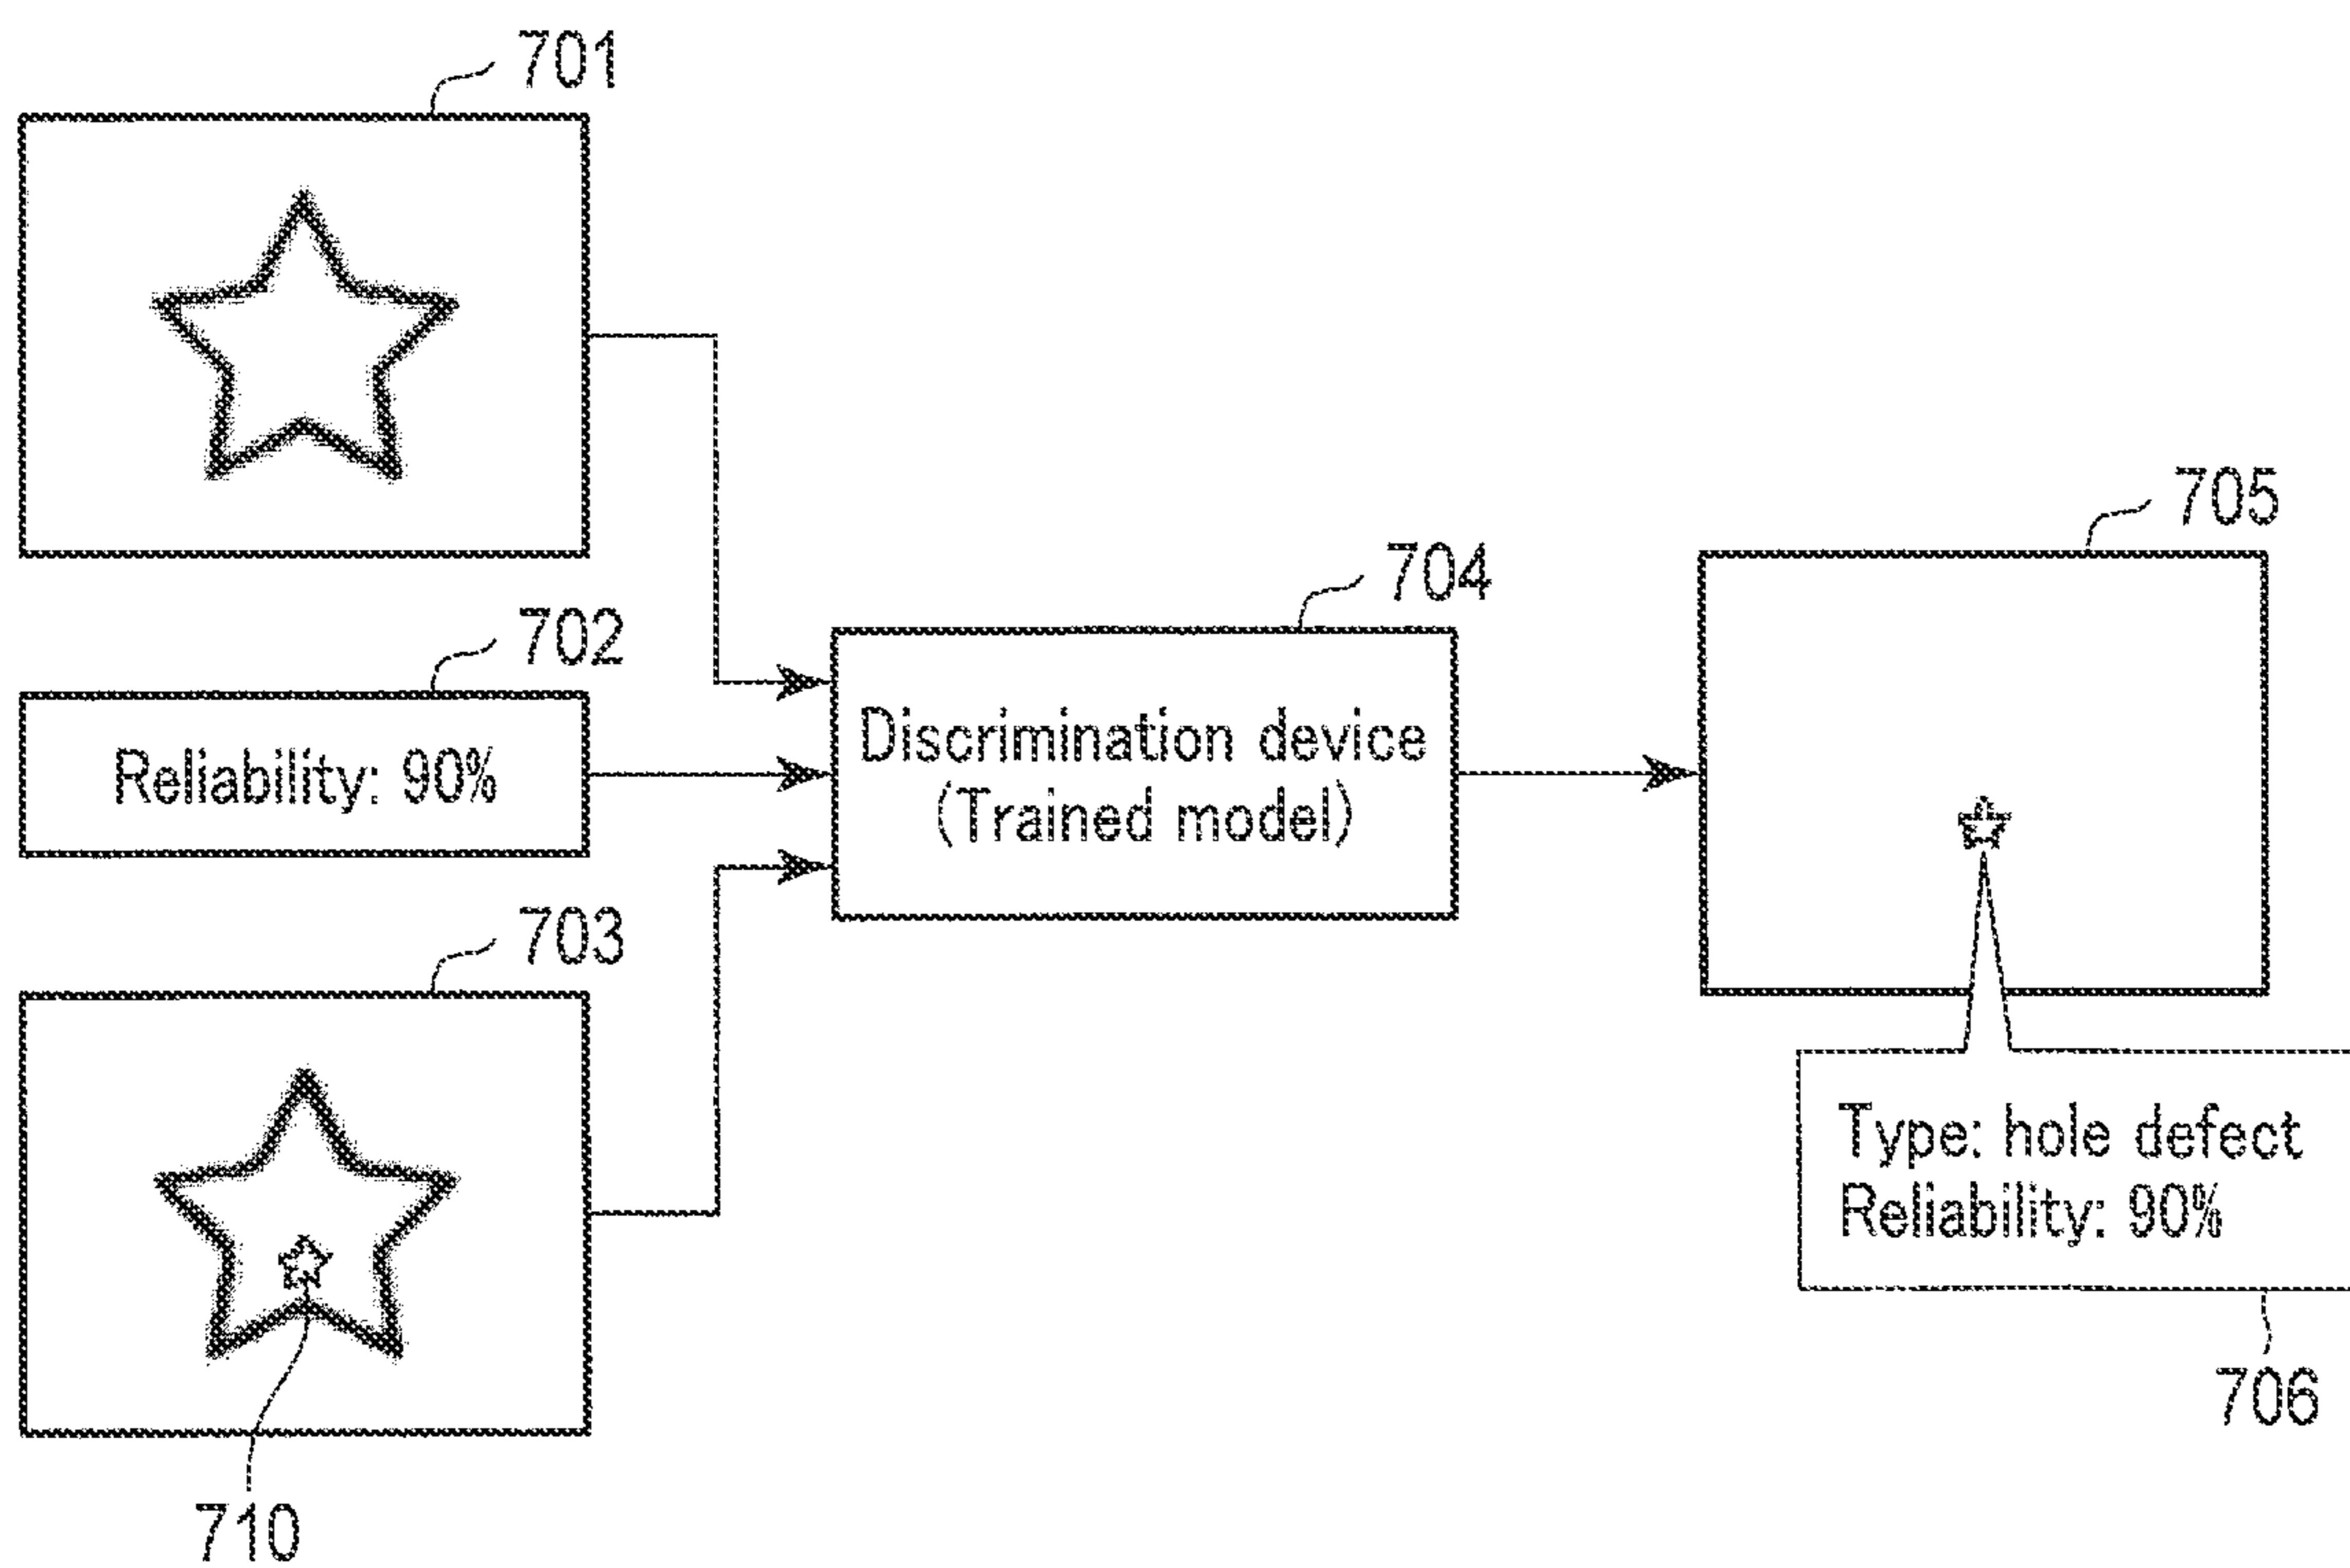 701
702
Reliability: 90%
703
710
704
Discrimination device
(Trained model)
705
Type: hole defect
Reliability: 90%
706